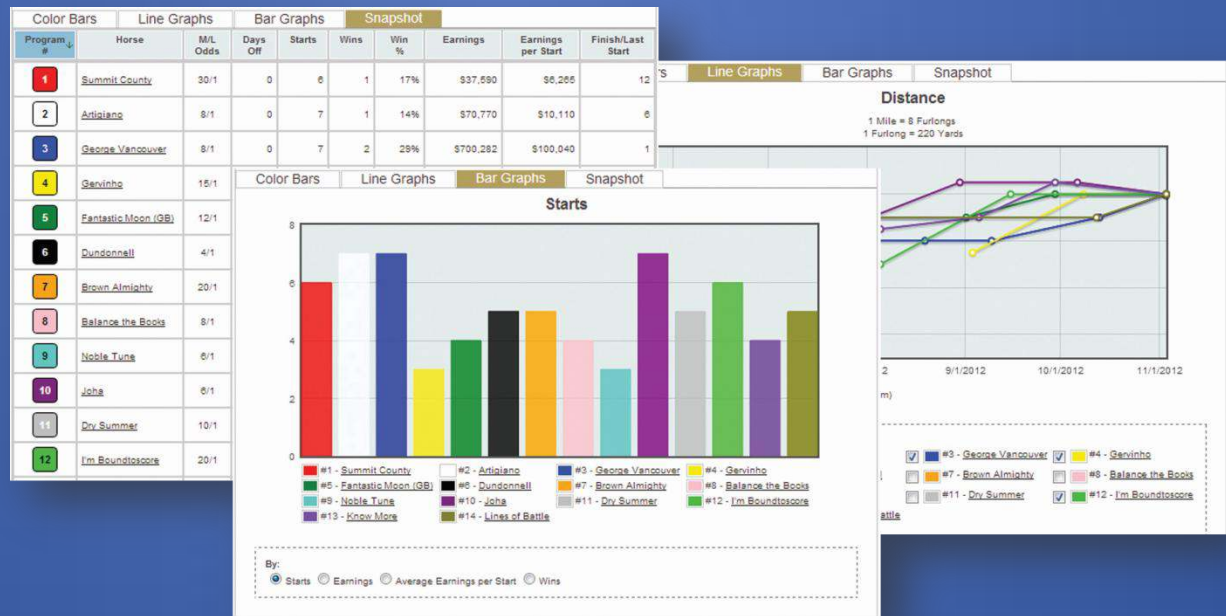 Color Bars Line Graphs Bar Graphs Snapshot
Program # Horse M/L Odds Days Off Starts Wins Win % Earnings Earnings per Start Finish/Last Start
1 Summit County 30/1 0 6 1 17% $37,590 $6,265 12
2 Artigiano 8/1 0 7 1 14% $70,770 $10,110 6
3 George Vancouver 8/1 0 7 2 29% $700,282 $100,040 1
4 Gervinho 15/1
5 Fantastic Moon (GB) 12/1
6 Dundonnell 4/1
7 Brown Almighty 20/1
8 Balance the Books 8/1
9 Noble Tune 6/1
10 Joha 6/1
11 Dry Summer 10/1
12 I'm Boundtoscore 20/1
Color Bars Line Graphs Bar Graphs Snapshot
Starts
8
6
4
2
0
#1 - Summit County #2 - Artigiano #3 - George Vancouver #4 - Gervinho
#5 - Fantastic Moon (GB) #6 - Dundonnell #7 - Brown Almighty #8 - Balance the Books
#9 - Noble Tune #10 - Joha #11 - Dry Summer #12 - I'm Boundtoscore
#13 - Know More #14 - Lines of Battle
By:
Starts Earnings Average Earnings per Start Wins
rs Line Graphs Bar Graphs Snapshot
Distance
1 Mile = 8 Furlongs
1 Furlong = 220 Yards
2 9/1/2012 10/1/2012 11/1/2012
m)
#3 - George Vancouver #4 - Gervinho
#7 - Brown Almighty #8 - Balance the Books
#11 - Dry Summer #12 - I'm Boundtoscore
attle